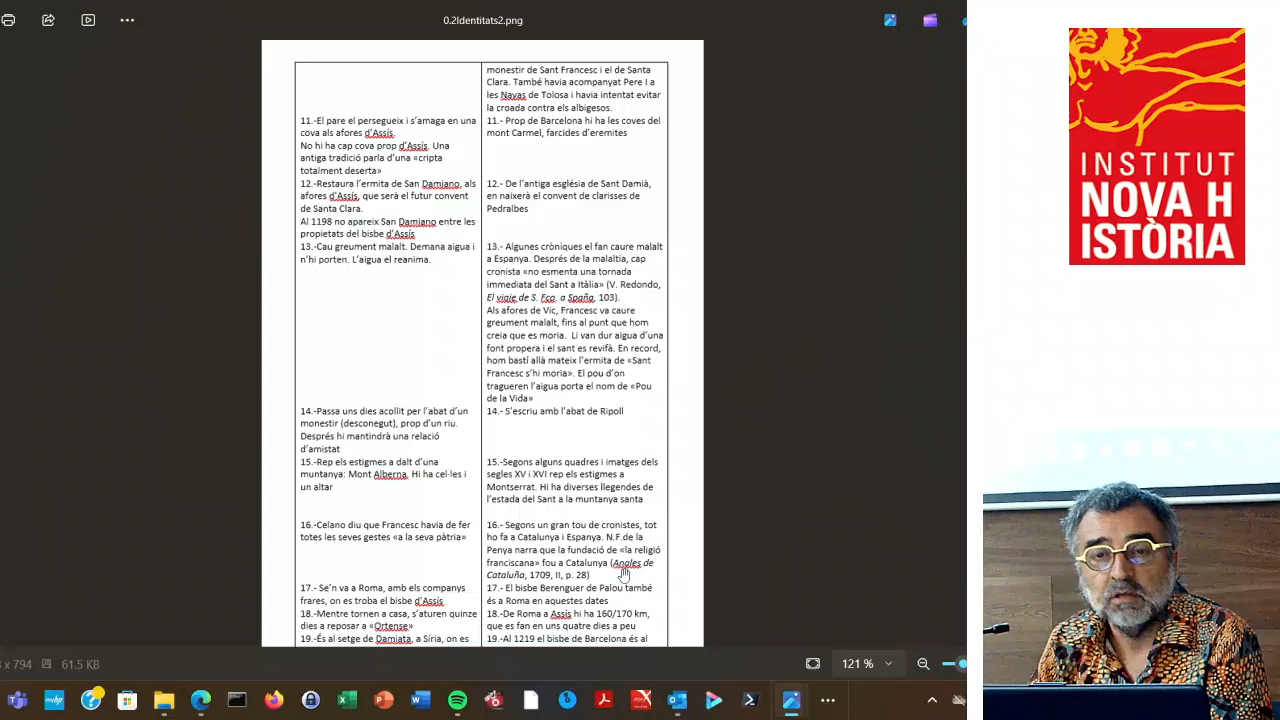 0.2Identitats2.png
monestir de Sant Francesc i el de Santa
Clara. També havia acompanyat Pere I a
les Navas de Tolosa i havia intentat evitar
la croada contra els albigesos.
11.-El pare el persegueix i s'amaga en una
cova als afores d'Assís.
No hi ha cap cova prop d'Assís. Una
antiga tradició parla d'una «cripta
totalment deserta»
11.- Prop de Barcelona hi ha les coves del
mont Carmel, farcides d'eremites
12.-Restaura l'ermita de San Damiano, als
afores d'Assís, que serà el futur convent
de Santa Clara.
Al 1198 no apareix San Damiano entre les
propietats del bisbe d'Assís
12.- De l'antiga església de Sant Damià,
en naixerà el convent de clarisses de
Pedralbes
13.-Cau greument malalt. Demana aigua i
n'hi porten. L'aigua el reanima.
13.- Algunes cròniques el fan caure malalt
a Espanya. Després de la malaltia, cap
cronista «no esmenta una tornada
immediata del Sant a Itàlia» (V. Redondo,
El viaje de S. Fca. a Spaña, 103).
Als afores de Vic, Francesc va caure
greument malalt, fins al punt que hom
creia que es moria. Li van dur aigua d'una
font propera i el sant es revifà. En record,
hom bastí allà mateix l'ermita de «Sant
Francesc s'hi moria». El pou d'on
tragueren l'aigua porta el nom de «Pou
de la Vida»
14.-Passa uns dies acollit per l'abat d'un
monestir (desconegut), prop d'un riu.
Després hi mantindrà una relació
d'amistat
14.- S'escriu amb l'abat de Ripoll
15.-Rep els estigmes a dalt d'una
muntanya: Mont Alberna. Hi ha cel·les i
un altar
15.-Segons alguns quadres i imatges dels
segles XV i XVI rep els estigmes a
Montserrat. Hi ha diverses llegendes de
l'estada del Sant a la muntanya santa
16.-Celano diu que Francesc havia de fer
totes les seves gestes «a la seva pàtria»
16.- Segons un gran tou de cronistes, tot
ho fa a Catalunya i Espanya. N.F.de la
Penya narra que la fundació de «la religió
franciscana» fou a Catalunya (Anales de
Cataluña, 1709, II, p. 28)
17.- Se'n va a Roma, amb els companys
frares, on es troba el bisbe d'Assís
17.- El bisbe Berenguer de Palou també
és a Roma en aquestes dates
18.-Mentre tornen a casa, s'aturen quinze
dies a reposar a «Ortense»
18.-De Roma a Assís hi ha 160/170 km,
que es fan en uns quatre dies a peu
19.-És al setge de Damiata, a Síria, on es
19.-Al 1219 el bisbe de Barcelona és al
x 794
61.5 KB
121 %
INSTITUT
NOVA H
ISTÒRIA